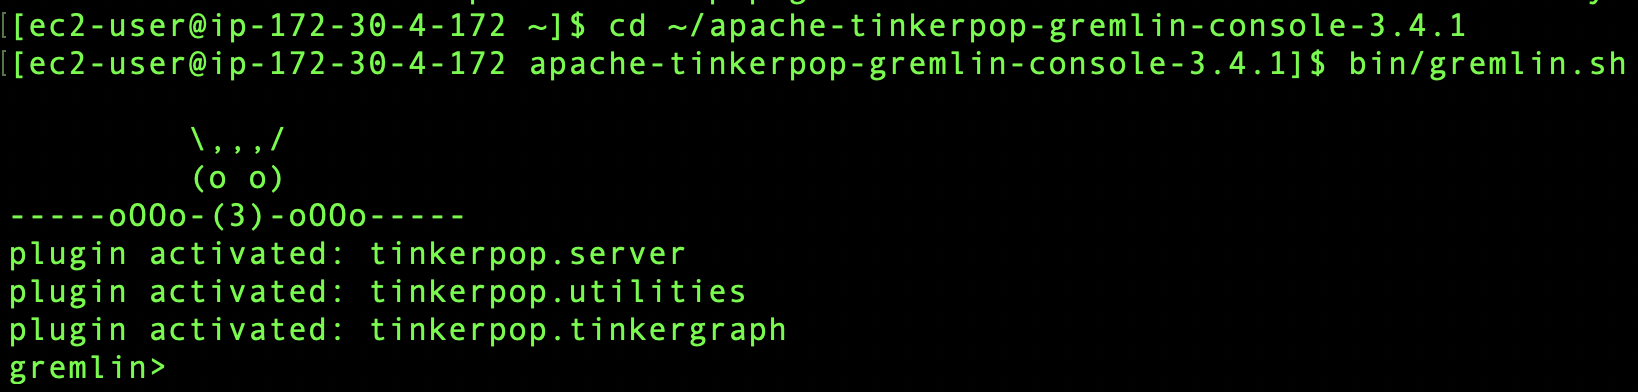 [[ec2-user@ip-172-30-4-172 ~]$ cd ~/apache-tinkerpop-gremlin-console-3.4.1
[[ec2-user@ip-172-30-4-172 apache-tinkerpop-gremlin-console-3.4.1]$ bin/gremlin.sh
         \,,,/
         (o o)
-----oOOo-(3)-oOOo-----
plugin activated: tinkerpop.server
plugin activated: tinkerpop.utilities
plugin activated: tinkerpop.tinkergraph
gremlin>